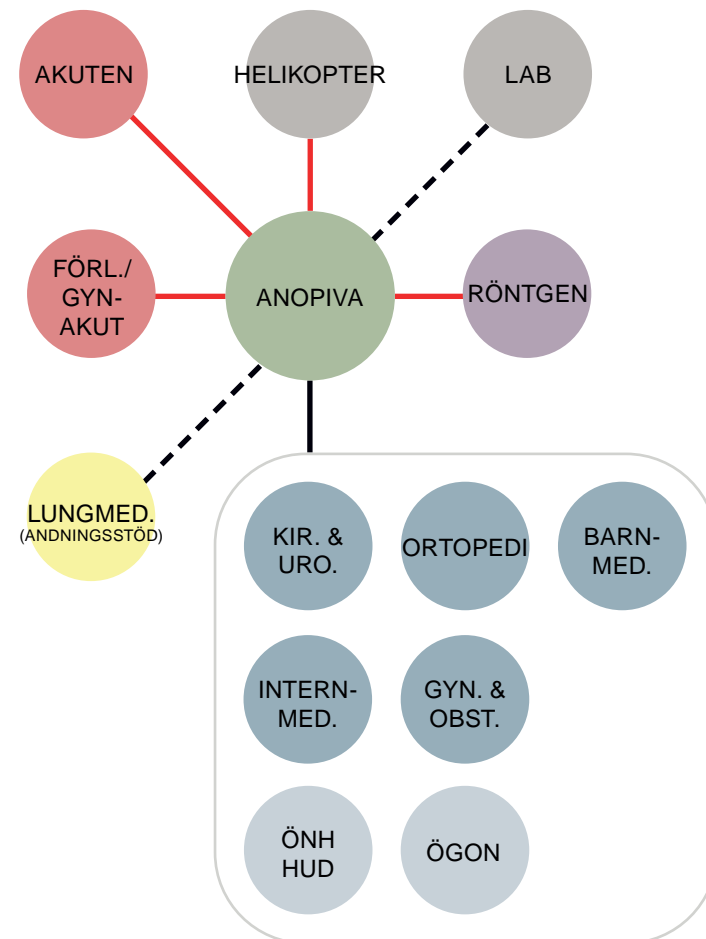 AKUTEN
HELIKOPTER
LAB
FÖRL./
GYN-
AKUT
ANOPIVA
RÖNTGEN
LUNGMED.
(ANDNINGSSTÖD)
KIR. &
URO.
ORTOPEDI
BARN-
MED.
INTERN-
MED.
GYN. &
OBST.
ÖNH
HUD
ÖGON